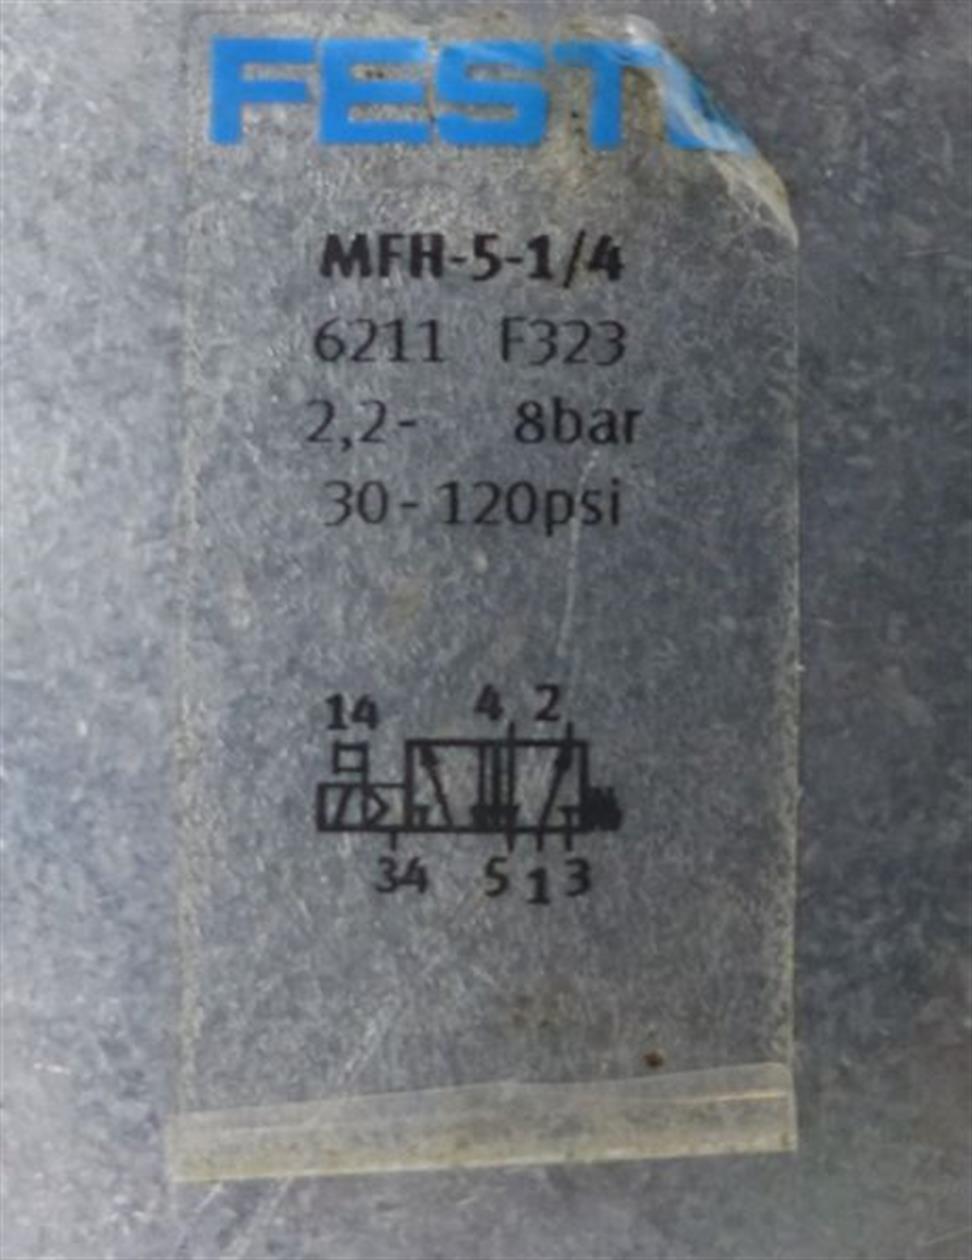 FESTO
MFH-5-1/4
6211 F323
2,2- 8bar
30-120psi
14 4 2
34 5 1 3